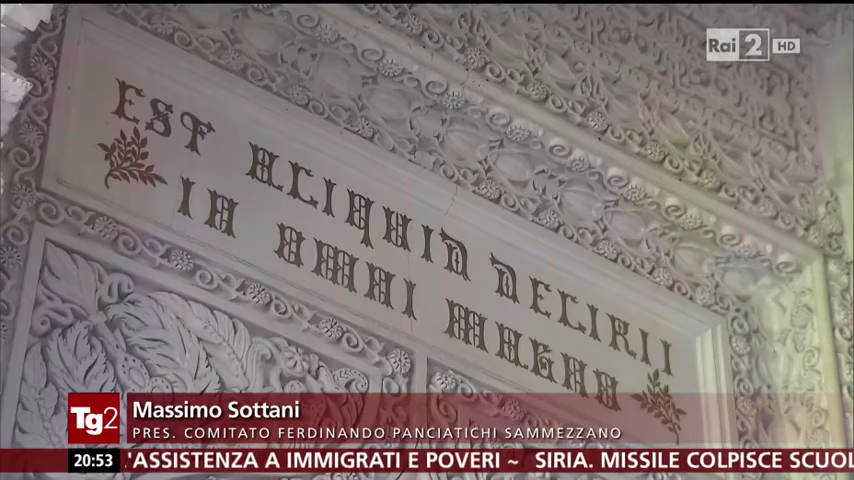 Rai 2 HD
EST ALIQUID DELIRII
IN OMNI MAGNO
Tg2
Massimo Sottani
PRES. COMITATO FERDINANDO PANCIATICHI SAMMEZZANO
20:53 'ASSISTENZA A IMMIGRATI E POVERI ~ SIRIA. MISSILE COLPISCE SCUOL